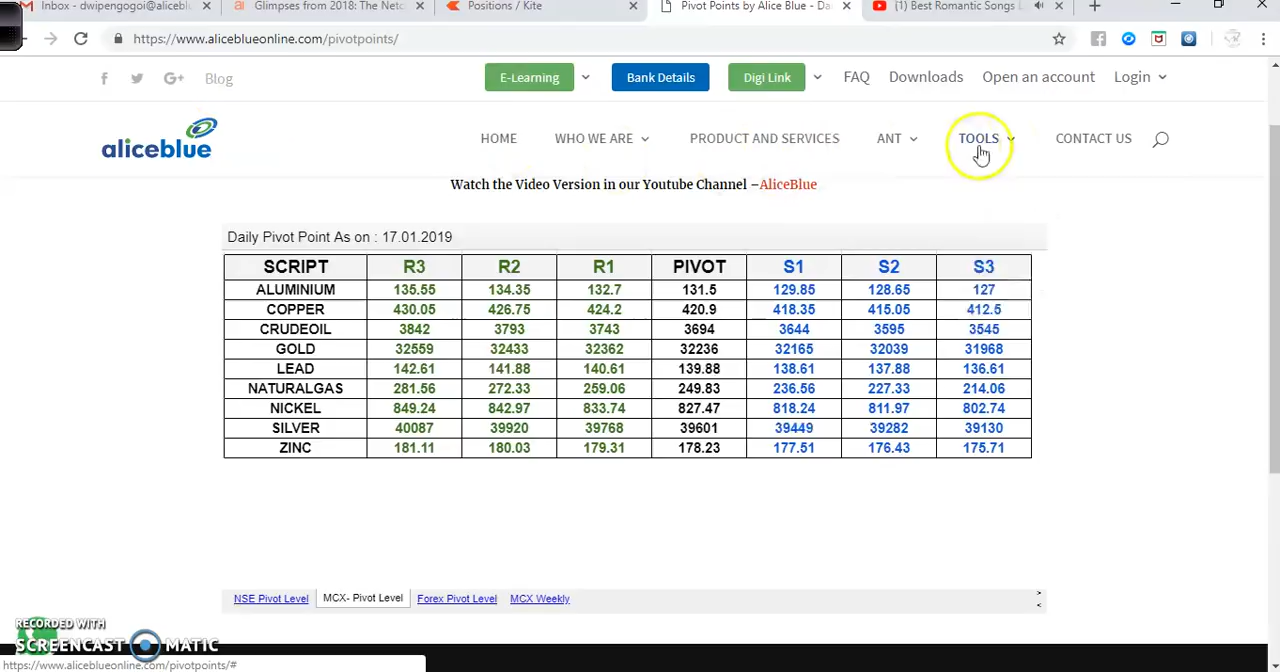 Inbox - dwipengogoi@aliceblu
Glimpses from 2018: The Netc
Positions / Kite
Pivot Points by Alice Blue - Dai
(1) Best Romantic Songs L
https://www.aliceblueonline.com/pivotpoints/
Blog
E-Learning
Bank Details
Digi Link
FAQ
Downloads
Open an account
Login
aliceblue
HOME
WHO WE ARE
PRODUCT AND SERVICES
ANT
TOOLS
CONTACT US
Watch the Video Version in our Youtube Channel –AliceBlue
Daily Pivot Point As on : 17.01.2019
SCRIPT R3 R2 R1 PIVOT S1 S2 S3
ALUMINIUM 135.55 134.35 132.7 131.5 129.85 128.65 127
COPPER 430.05 426.75 424.2 420.9 418.35 415.05 412.5
CRUDEOIL 3842 3793 3743 3694 3644 3595 3545
GOLD 32559 32433 32362 32236 32165 32039 31968
LEAD 142.61 141.88 140.61 139.88 138.61 137.88 136.61
NATURALGAS 281.56 272.33 259.06 249.83 236.56 227.33 214.06
NICKEL 849.24 842.97 833.74 827.47 818.24 811.97 802.74
SILVER 40087 39920 39768 39601 39449 39282 39130
ZINC 181.11 180.03 179.31 178.23 177.51 176.43 175.71
NSE Pivot Level
MCX- Pivot Level
Forex Pivot Level
MCX Weekly
RECORDED WITH
SCREENCAST MATIC
https://www.aliceblueonline.com/pivotpoints/#